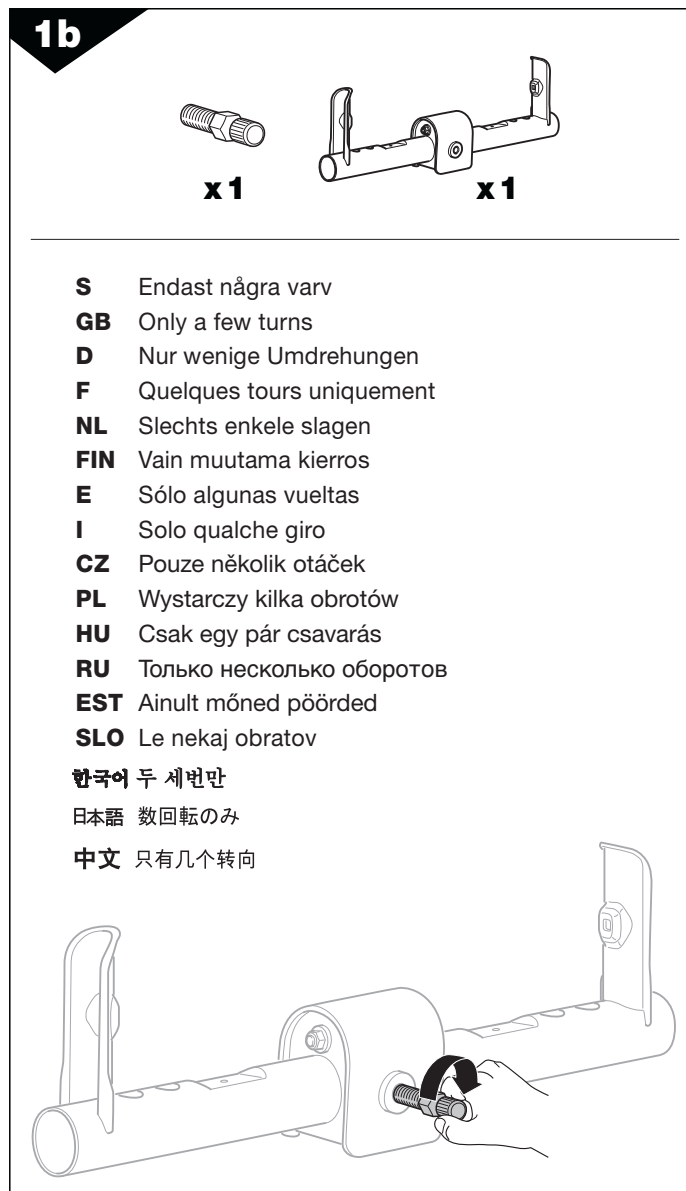 1b
x 1 x 1
S Endast några varv
GB Only a few turns
D Nur wenige Umdrehungen
F Quelques tours uniquement
NL Slechts enkele slagen
FIN Vain muutama kierros
E Sólo algunas vueltas
I Solo qualche giro
CZ Pouze několik otáček
PL Wystarczy kilka obrotów
HU Csak egy pár csavarás
RU Только несколько оборотов
EST Ainult mőned pöörded
SLO Le nekaj obratov
한국어 두 세번만
日本語 数回転のみ
中文 只有几个转向